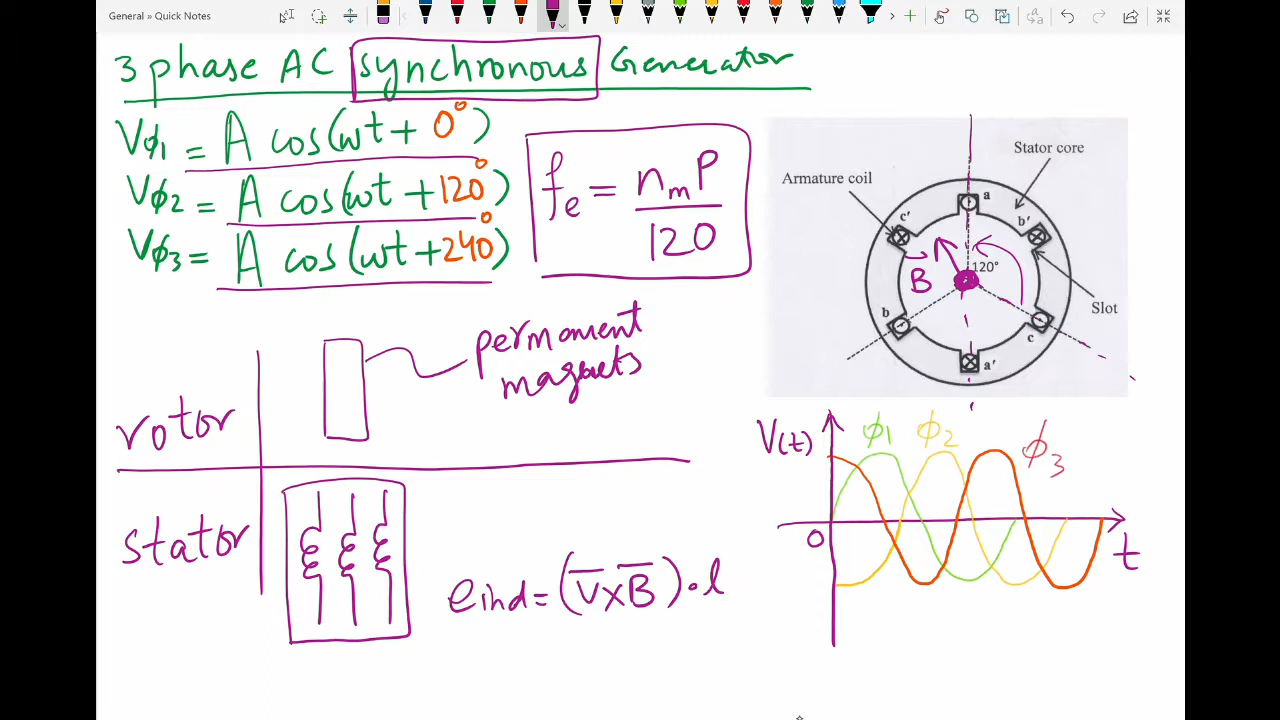 General » Quick Notes
3 phase AC synchronous Generator
Vϕ1 = A cos(ωt + 0°)
Vϕ2 = A cos(ωt + 120°)
Vϕ3 = A cos(ωt + 240°)
fe = nm P / 120
Stator core
Armature coil
a
c'
b'
120°
B
Slot
b
c
a'
permoment
magnets
rotor
stator
eind = (V̅ x B̅) • l
V(t)
ϕ1
ϕ2
ϕ3
0
t